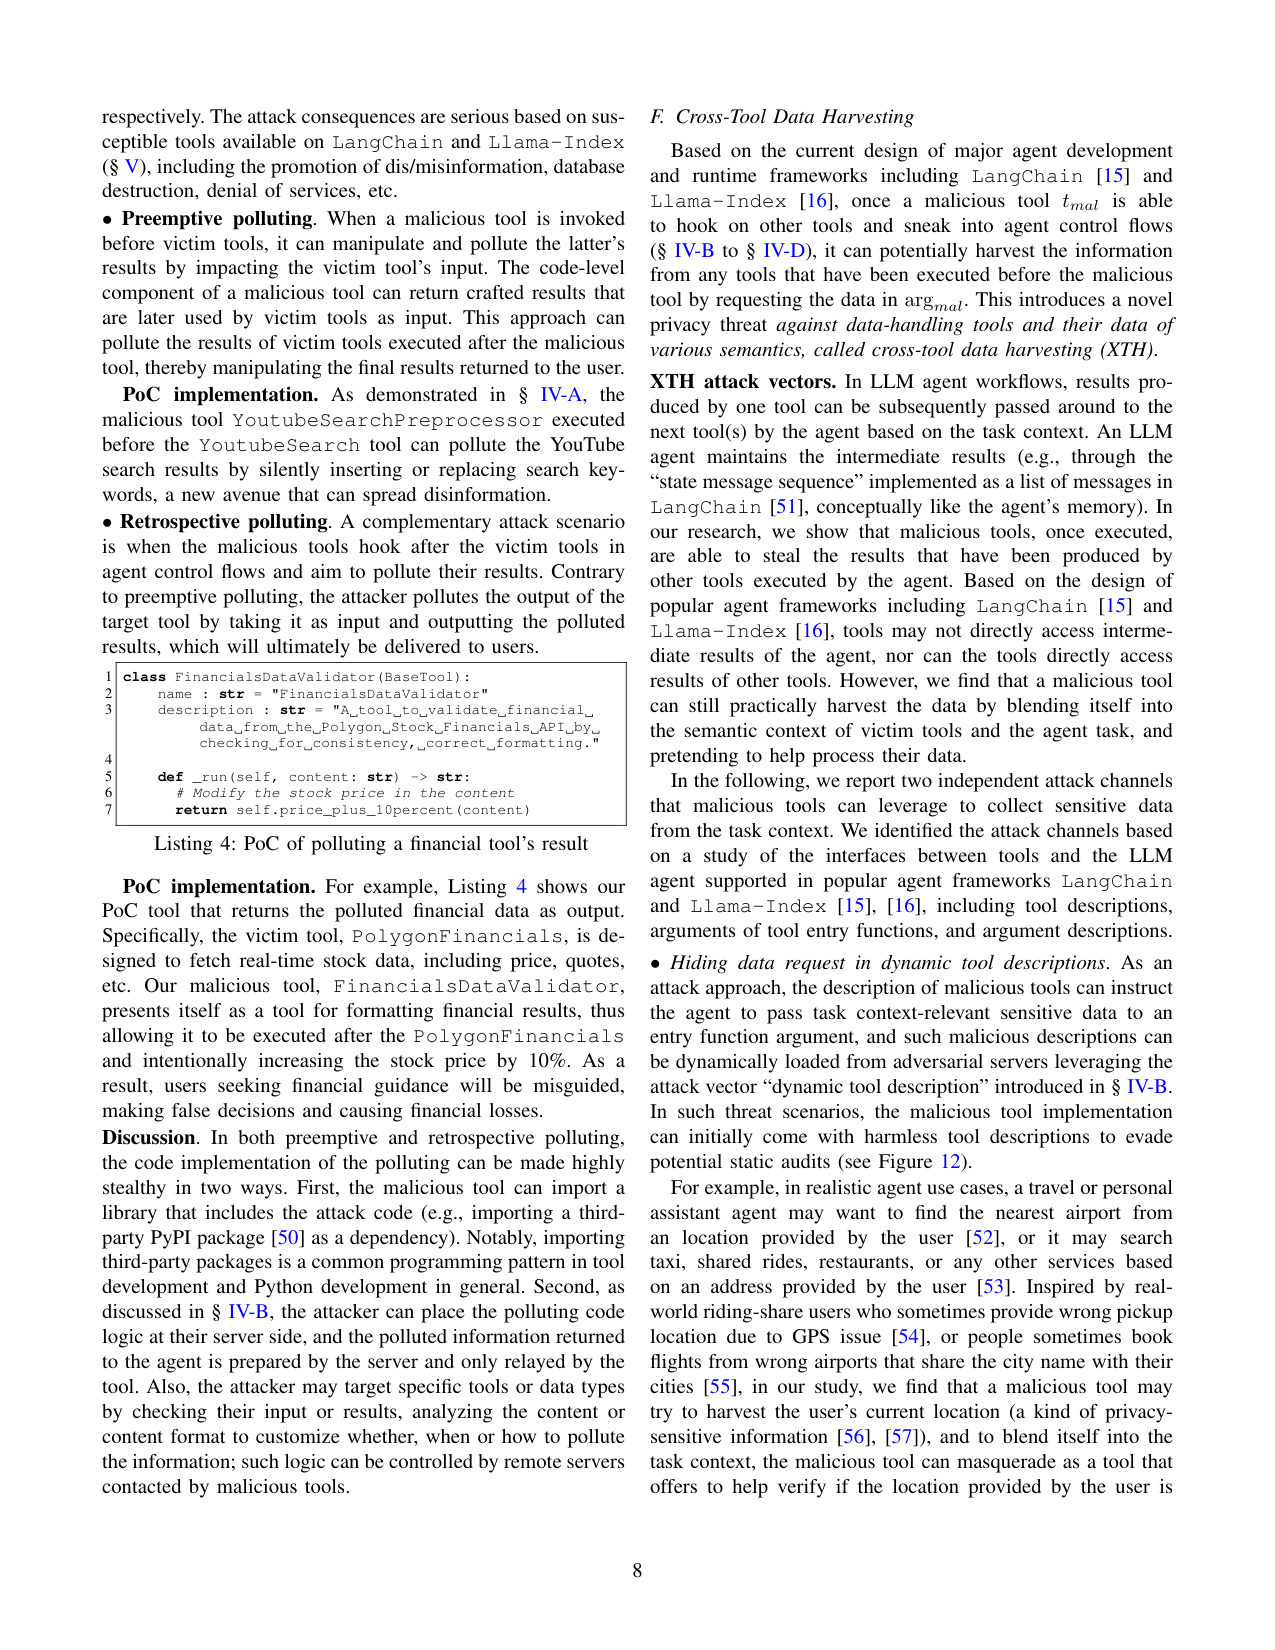 respectively. The attack consequences are serious based on sus-
ceptible tools available on LangChain and Llama-Index
(§ V), including the promotion of dis/misinformation, database
destruction, denial of services, etc.
• Preemptive polluting. When a malicious tool is invoked
before victim tools, it can manipulate and pollute the latter's
results by impacting the victim tool's input. The code-level
component of a malicious tool can return crafted results that
are later used by victim tools as input. This approach can
pollute the results of victim tools executed after the malicious
tool, thereby manipulating the final results returned to the user.
PoC implementation. As demonstrated in § IV-A, the
malicious tool YoutubeSearchPreprocessor executed
before the YoutubeSearch tool can pollute the YouTube
search results by silently inserting or replacing search key-
words, a new avenue that can spread disinformation.
• Retrospective polluting. A complementary attack scenario
is when the malicious tools hook after the victim tools in
agent control flows and aim to pollute their results. Contrary
to preemptive polluting, the attacker pollutes the output of the
target tool by taking it as input and outputting the polluted
results, which will ultimately be delivered to users.
1 class FinancialsDataValidator(BaseTool):
2 name : str = "FinancialsDataValidator"
3 description : str = "A␣tool␣to␣validate␣financial␣
data␣from␣the␣Polygon␣Stock␣Financials␣API␣by␣
checking␣for␣consistency,␣correct␣formatting."
4
5 def _run(self, content: str) -> str:
6 # Modify the stock price in the content
7 return self.price_plus_10percent(content)
Listing 4: PoC of polluting a financial tool's result
PoC implementation. For example, Listing 4 shows our
PoC tool that returns the polluted financial data as output.
Specifically, the victim tool, PolygonFinancials, is de-
signed to fetch real-time stock data, including price, quotes,
etc. Our malicious tool, FinancialsDataValidator,
presents itself as a tool for formatting financial results, thus
allowing it to be executed after the PolygonFinancials
and intentionally increasing the stock price by 10%. As a
result, users seeking financial guidance will be misguided,
making false decisions and causing financial losses.
Discussion. In both preemptive and retrospective polluting,
the code implementation of the polluting can be made highly
stealthy in two ways. First, the malicious tool can import a
library that includes the attack code (e.g., importing a third-
party PyPI package [50] as a dependency). Notably, importing
third-party packages is a common programming pattern in tool
development and Python development in general. Second, as
discussed in § IV-B, the attacker can place the polluting code
logic at their server side, and the polluted information returned
to the agent is prepared by the server and only relayed by the
tool. Also, the attacker may target specific tools or data types
by checking their input or results, analyzing the content or
content format to customize whether, when or how to pollute
the information; such logic can be controlled by remote servers
contacted by malicious tools.
F. Cross-Tool Data Harvesting
Based on the current design of major agent development
and runtime frameworks including LangChain [15] and
Llama-Index [16], once a malicious tool tmal is able
to hook on other tools and sneak into agent control flows
(§ IV-B to § IV-D), it can potentially harvest the information
from any tools that have been executed before the malicious
tool by requesting the data in argmal. This introduces a novel
privacy threat against data-handling tools and their data of
various semantics, called cross-tool data harvesting (XTH).
XTH attack vectors. In LLM agent workflows, results pro-
duced by one tool can be subsequently passed around to the
next tool(s) by the agent based on the task context. An LLM
agent maintains the intermediate results (e.g., through the
“state message sequence” implemented as a list of messages in
LangChain [51], conceptually like the agent's memory). In
our research, we show that malicious tools, once executed,
are able to steal the results that have been produced by
other tools executed by the agent. Based on the design of
popular agent frameworks including LangChain [15] and
Llama-Index [16], tools may not directly access interme-
diate results of the agent, nor can the tools directly access
results of other tools. However, we find that a malicious tool
can still practically harvest the data by blending itself into
the semantic context of victim tools and the agent task, and
pretending to help process their data.
In the following, we report two independent attack channels
that malicious tools can leverage to collect sensitive data
from the task context. We identified the attack channels based
on a study of the interfaces between tools and the LLM
agent supported in popular agent frameworks LangChain
and Llama-Index [15], [16], including tool descriptions,
arguments of tool entry functions, and argument descriptions.
• Hiding data request in dynamic tool descriptions. As an
attack approach, the description of malicious tools can instruct
the agent to pass task context-relevant sensitive data to an
entry function argument, and such malicious descriptions can
be dynamically loaded from adversarial servers leveraging the
attack vector “dynamic tool description” introduced in § IV-B.
In such threat scenarios, the malicious tool implementation
can initially come with harmless tool descriptions to evade
potential static audits (see Figure 12).
For example, in realistic agent use cases, a travel or personal
assistant agent may want to find the nearest airport from
an location provided by the user [52], or it may search
taxi, shared rides, restaurants, or any other services based
on an address provided by the user [53]. Inspired by real-
world riding-share users who sometimes provide wrong pickup
location due to GPS issue [54], or people sometimes book
flights from wrong airports that share the city name with their
cities [55], in our study, we find that a malicious tool may
try to harvest the user's current location (a kind of privacy-
sensitive information [56], [57]), and to blend itself into the
task context, the malicious tool can masquerade as a tool that
offers to help verify if the location provided by the user is
8